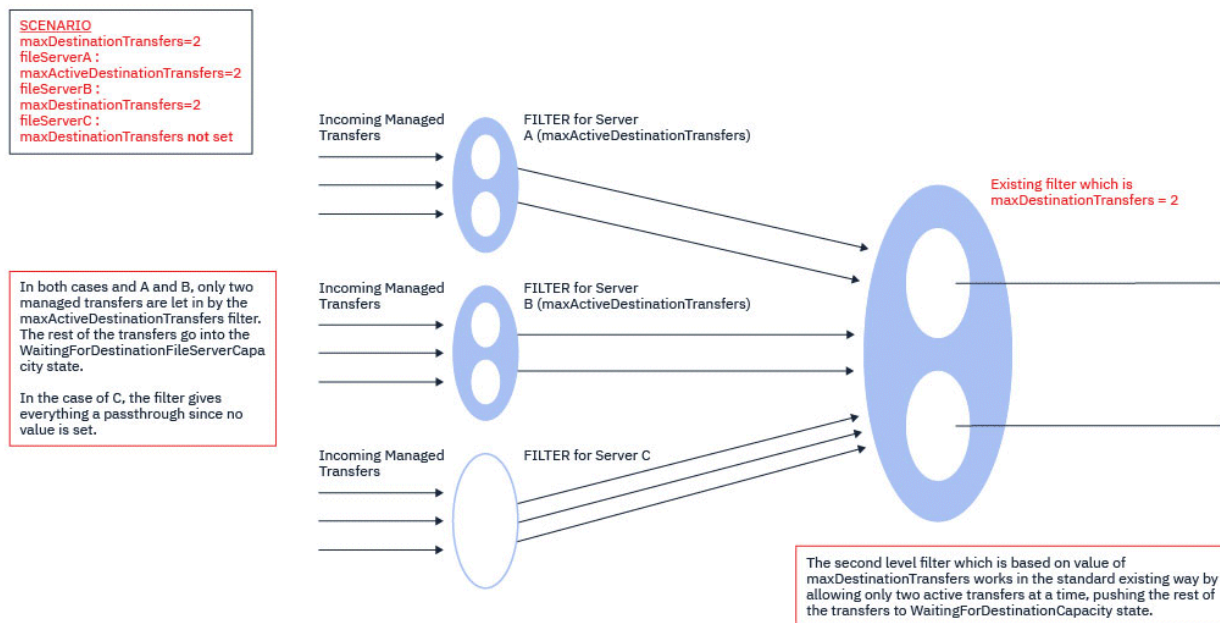 SCENARIO
maxDestinationTransfers=2
fileServerA :
maxActiveDestinationTransfers=2
fileServerB :
maxDestinationTransfers=2
fileServerC :
maxDestinationTransfers not set
Incoming Managed
Transfers
FILTER for Server
A (maxActiveDestinationTransfers)
Existing filter which is
maxDestinationTransfers = 2
In both cases and A and B, only two
managed transfers are let in by the
maxActiveDestinationTransfers filter.
The rest of the transfers go into the
WaitingForDestinationFileServerCapa
city state.
In the case of C, the filter gives
everything a passthrough since no
value is set.
Incoming Managed
Transfers
FILTER for Server
B (maxActiveDestinationTransfers)
Incoming Managed
Transfers
FILTER for Server C
The second level filter which is based on value of
maxDestinationTransfers works in the standard existing way by
allowing only two active transfers at a time, pushing the rest of
the transfers to WaitingForDestinationCapacity state.